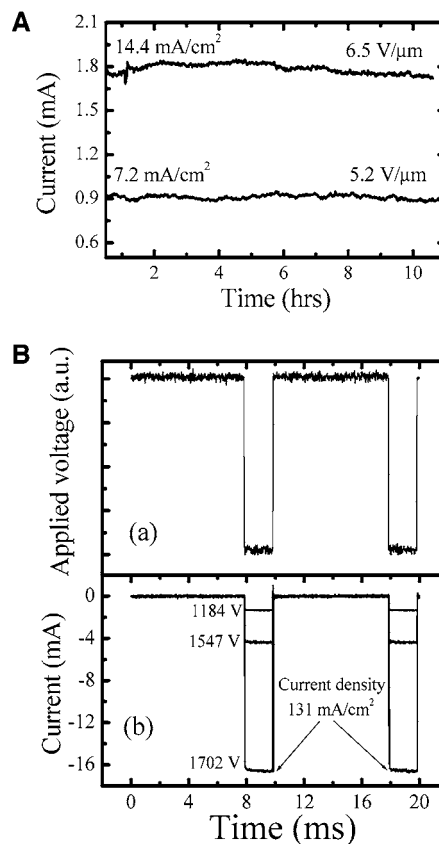 A
2.1
1.8
1.5
1.2
0.9
0.6
Current (mA)
14.4 mA/cm²
6.5 V/μm
7.2 mA/cm²
5.2 V/μm
2 4 6 8 10
Time (hrs)
B
Applied voltage (a.u.)
(a)
Current (mA)
0
-4
-8
-12
-16
1184 V
1547 V
Current density
131 mA/cm²
(b)
1702 V
0 4 8 12 16 20
Time (ms)